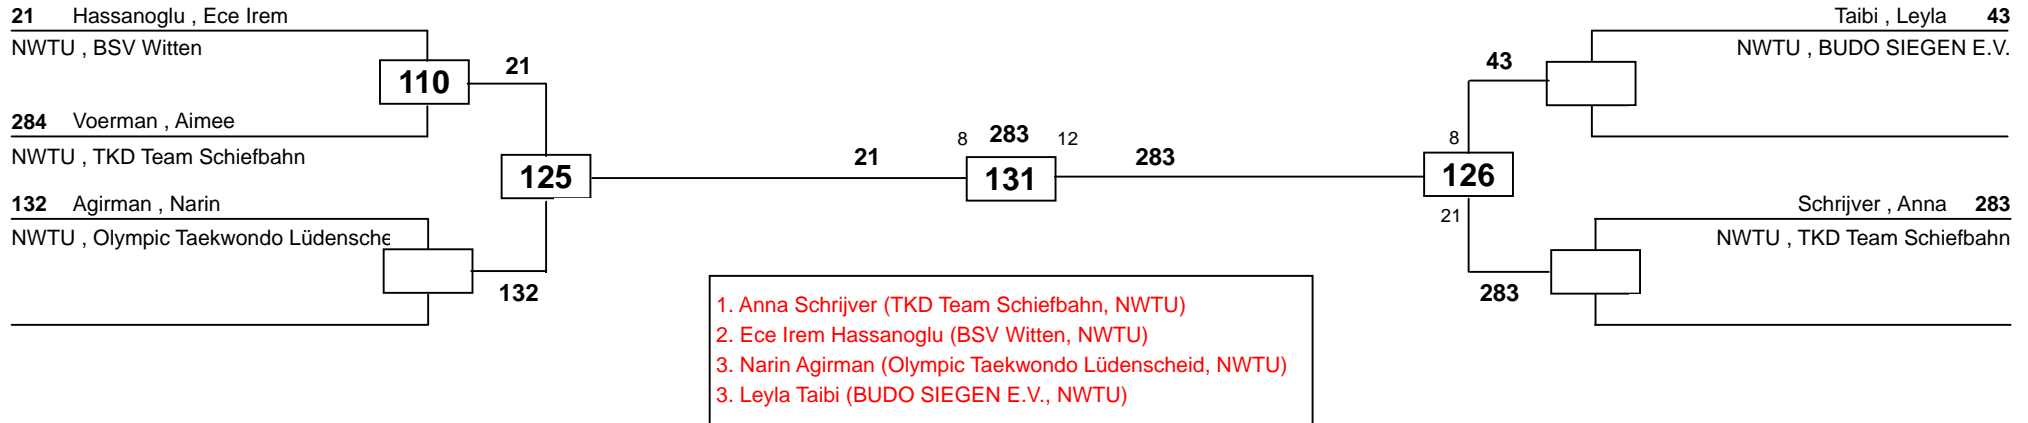 21 Hassanoglu , Ece Irem
NWTU , BSV Witten
110
21
284 Voerman , Aimee
NWTU , TKD Team Schiefbahn
125
132 Agirman , Narin
NWTU , Olympic Taekwondo Lüdensche
132
21
8 283 12
131
283
Taibi , Leyla 43
NWTU , BUDO SIEGEN E.V.
43
8
126
21
Schrijver , Anna 283
NWTU , TKD Team Schiefbahn
283
1. Anna Schrijver (TKD Team Schiefbahn, NWTU)
2. Ece Irem Hassanoglu (BSV Witten, NWTU)
3. Narin Agirman (Olympic Taekwondo Lüdenscheid, NWTU)
3. Leyla Taibi (BUDO SIEGEN E.V., NWTU)